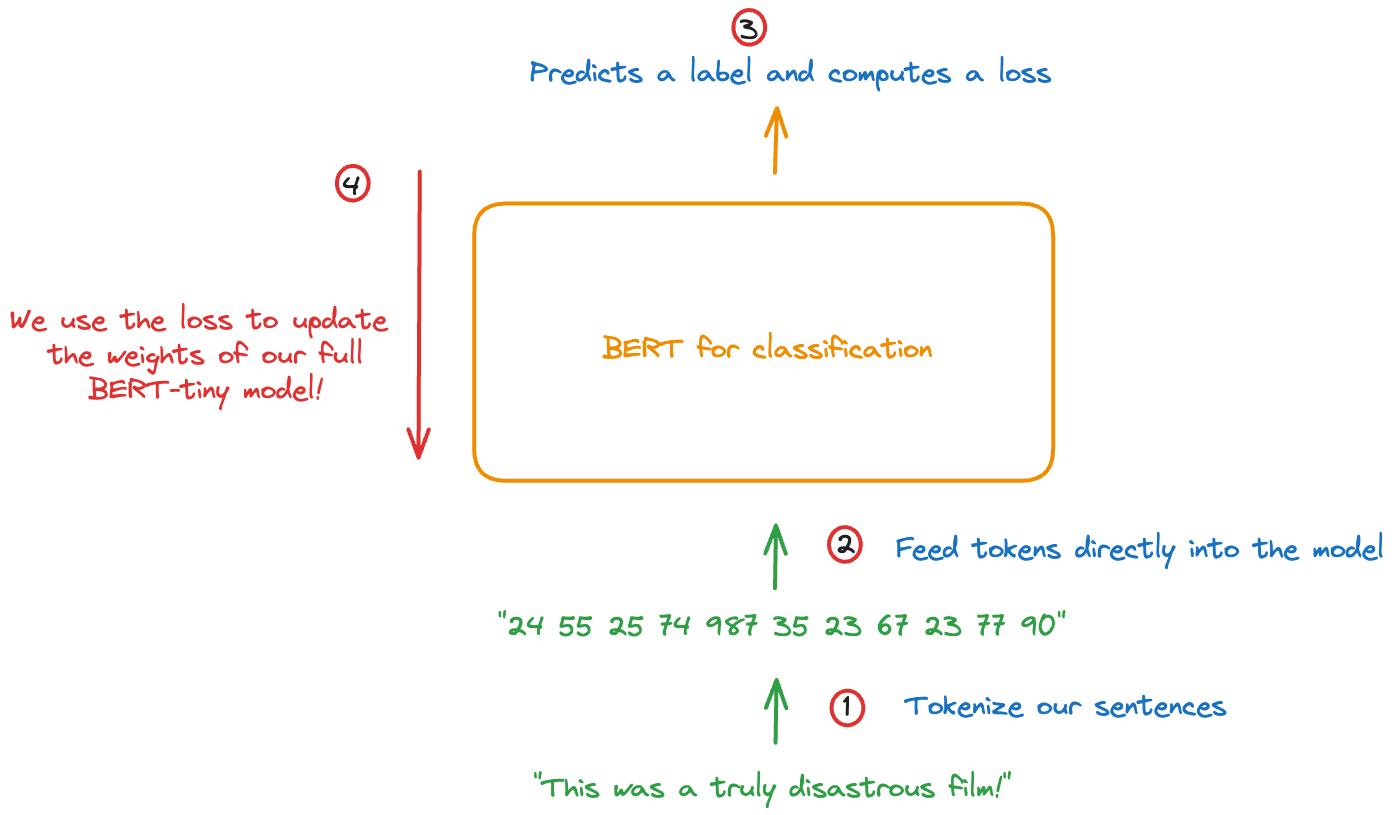 3
Predicts a label and computes a loss
4
We use the loss to update
the weights of our full
BERT-tiny model!
BERT for classification
2 Feed tokens directly into the model
"24 55 25 74 987 35 23 67 23 77 90"
1 Tokenize our sentences
"This was a truly disastrous film!"